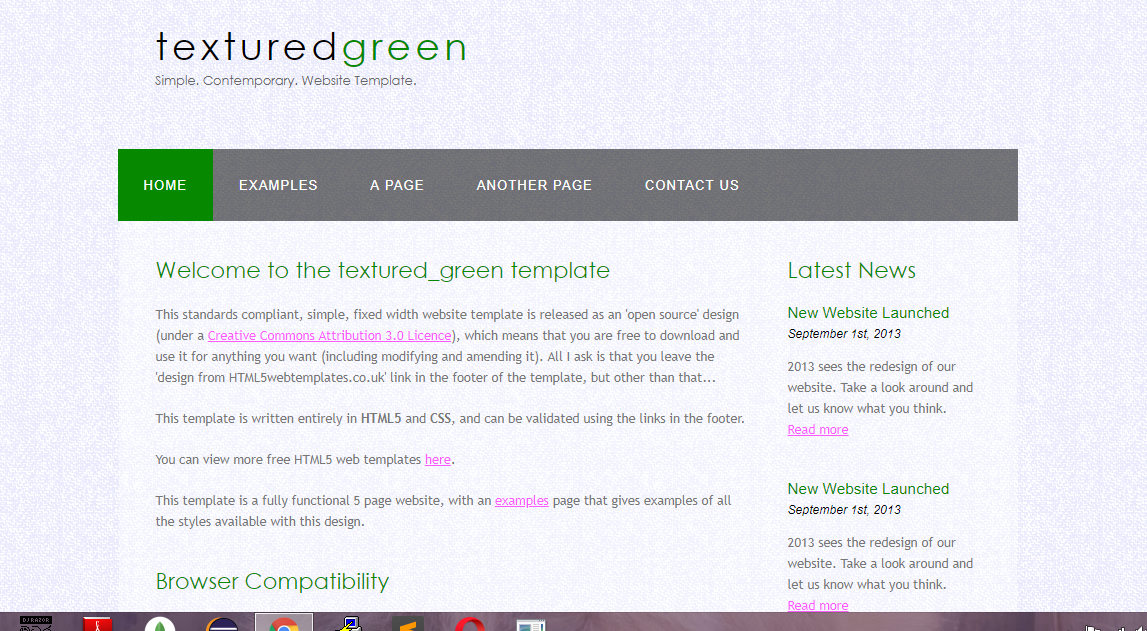 texturedgreen
Simple. Contemporary. Website Template.
HOME EXAMPLES A PAGE ANOTHER PAGE CONTACT US
Welcome to the textured_green template
This standards compliant, simple, fixed width website template is released as an 'open source' design
(under a Creative Commons Attribution 3.0 Licence), which means that you are free to download and
use it for anything you want (including modifying and amending it). All I ask is that you leave the
'design from HTML5webtemplates.co.uk' link in the footer of the template, but other than that...
This template is written entirely in HTML5 and CSS, and can be validated using the links in the footer.
You can view more free HTML5 web templates here.
This template is a fully functional 5 page website, with an examples page that gives examples of all
the styles available with this design.
Browser Compatibility
Latest News
New Website Launched
September 1st, 2013
2013 sees the redesign of our
website. Take a look around and
let us know what you think.
Read more
New Website Launched
September 1st, 2013
2013 sees the redesign of our
website. Take a look around and
let us know what you think.
Read more